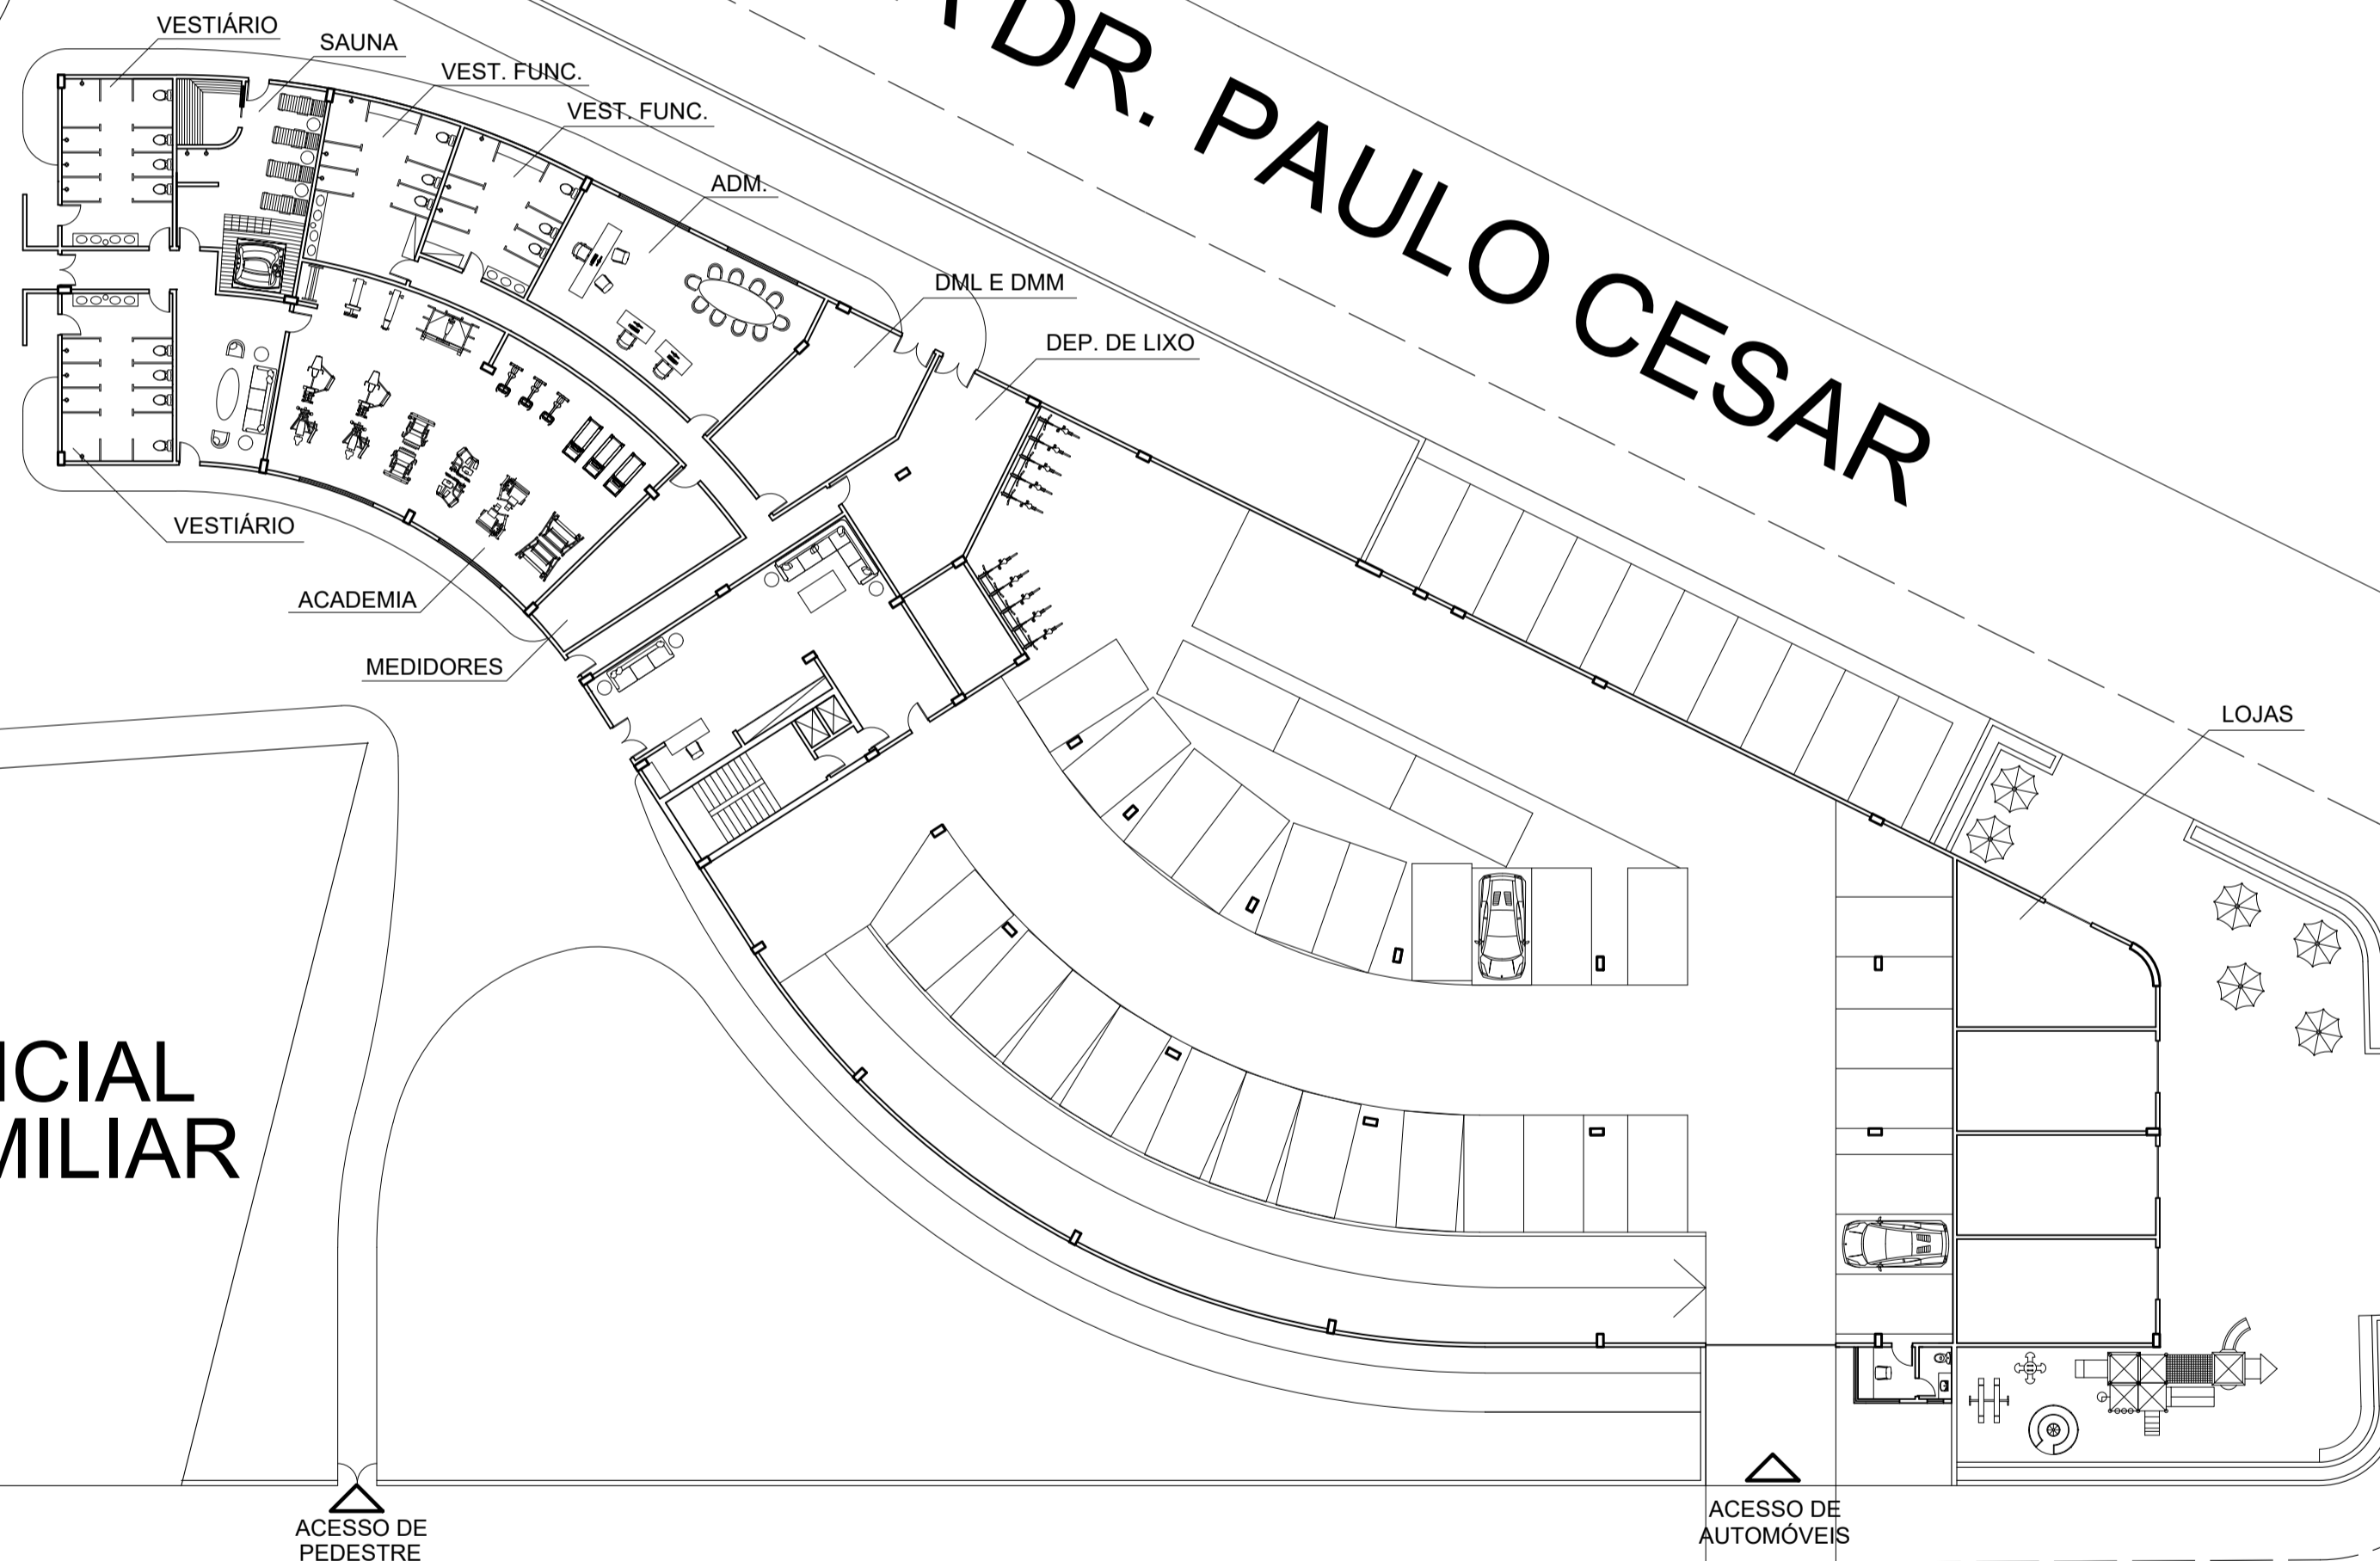 VESTIÁRIO
SAUNA
VEST. FUNC.
VEST. FUNC.
ADM.
DR. PAULO CESAR
DML E DMM
DEP. DE LIXO
VESTIÁRIO
ACADEMIA
MEDIDORES
LOJAS
ICIAL
MILIAR
ACESSO DE
PEDESTRE
ACESSO DE
AUTOMÓVEIS